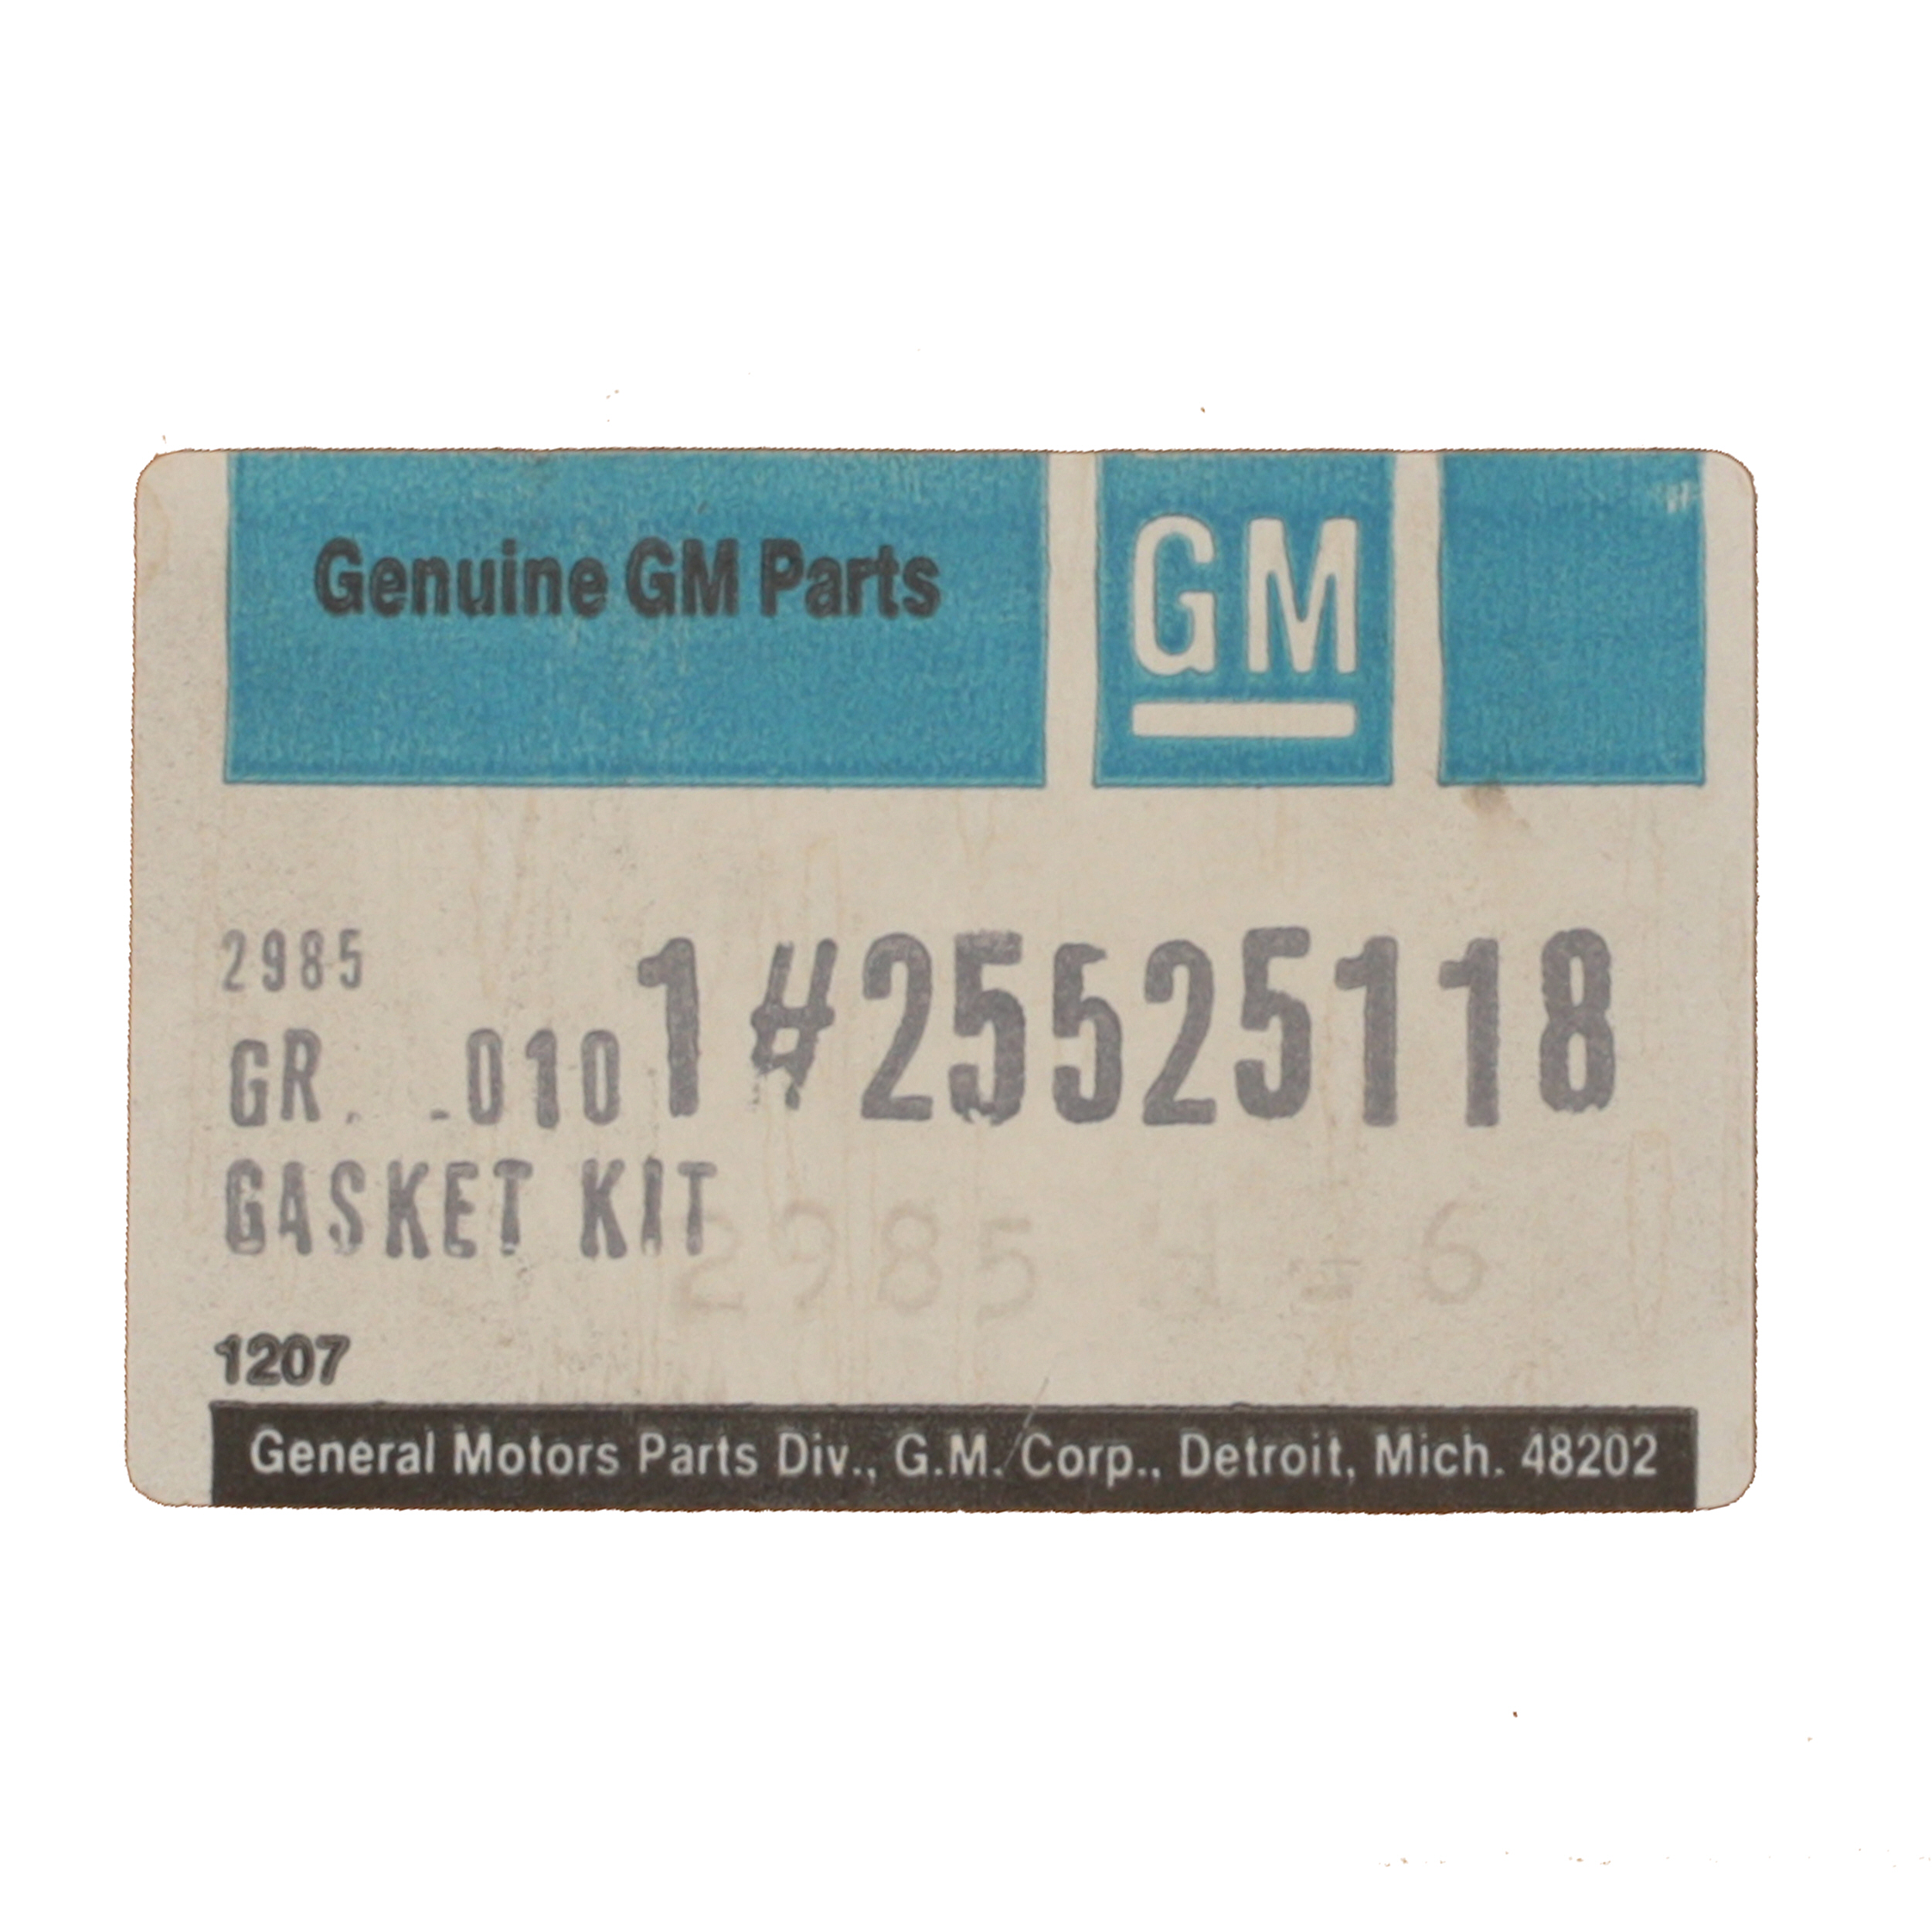 Genuine GM Parts
GM
2985
GR. .010 1 #25525118
GASKET KIT
2985 = 6
1207
General Motors Parts Div., G.M. Corp., Detroit, Mich. 48202